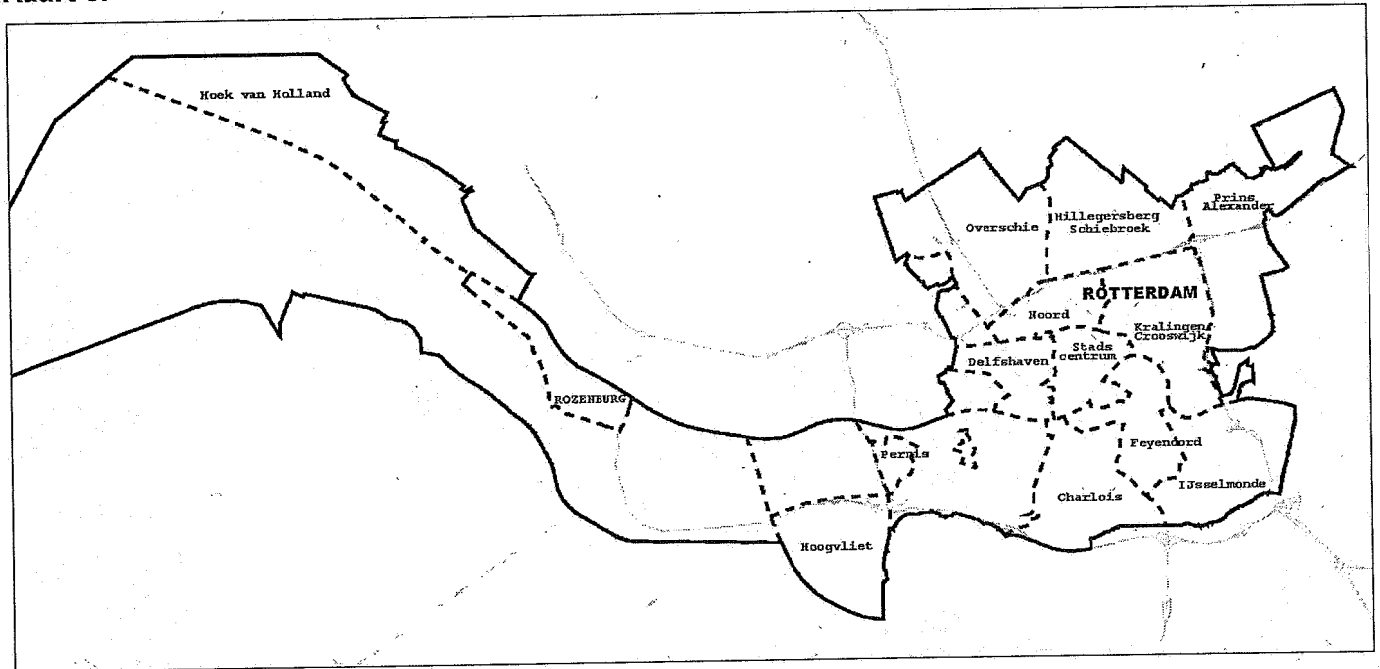 Hoek van Holland
Prins
Alexander
Hillegersberg
Schiebroek
Overschie
ROTTERDAM
Noord
Kralingen
Crooswijk
Stads
centrum
Delfshaven
ROZENBURG
Feyenoord
Pernis
IJsselmonde
Charlois
Hoogvliet